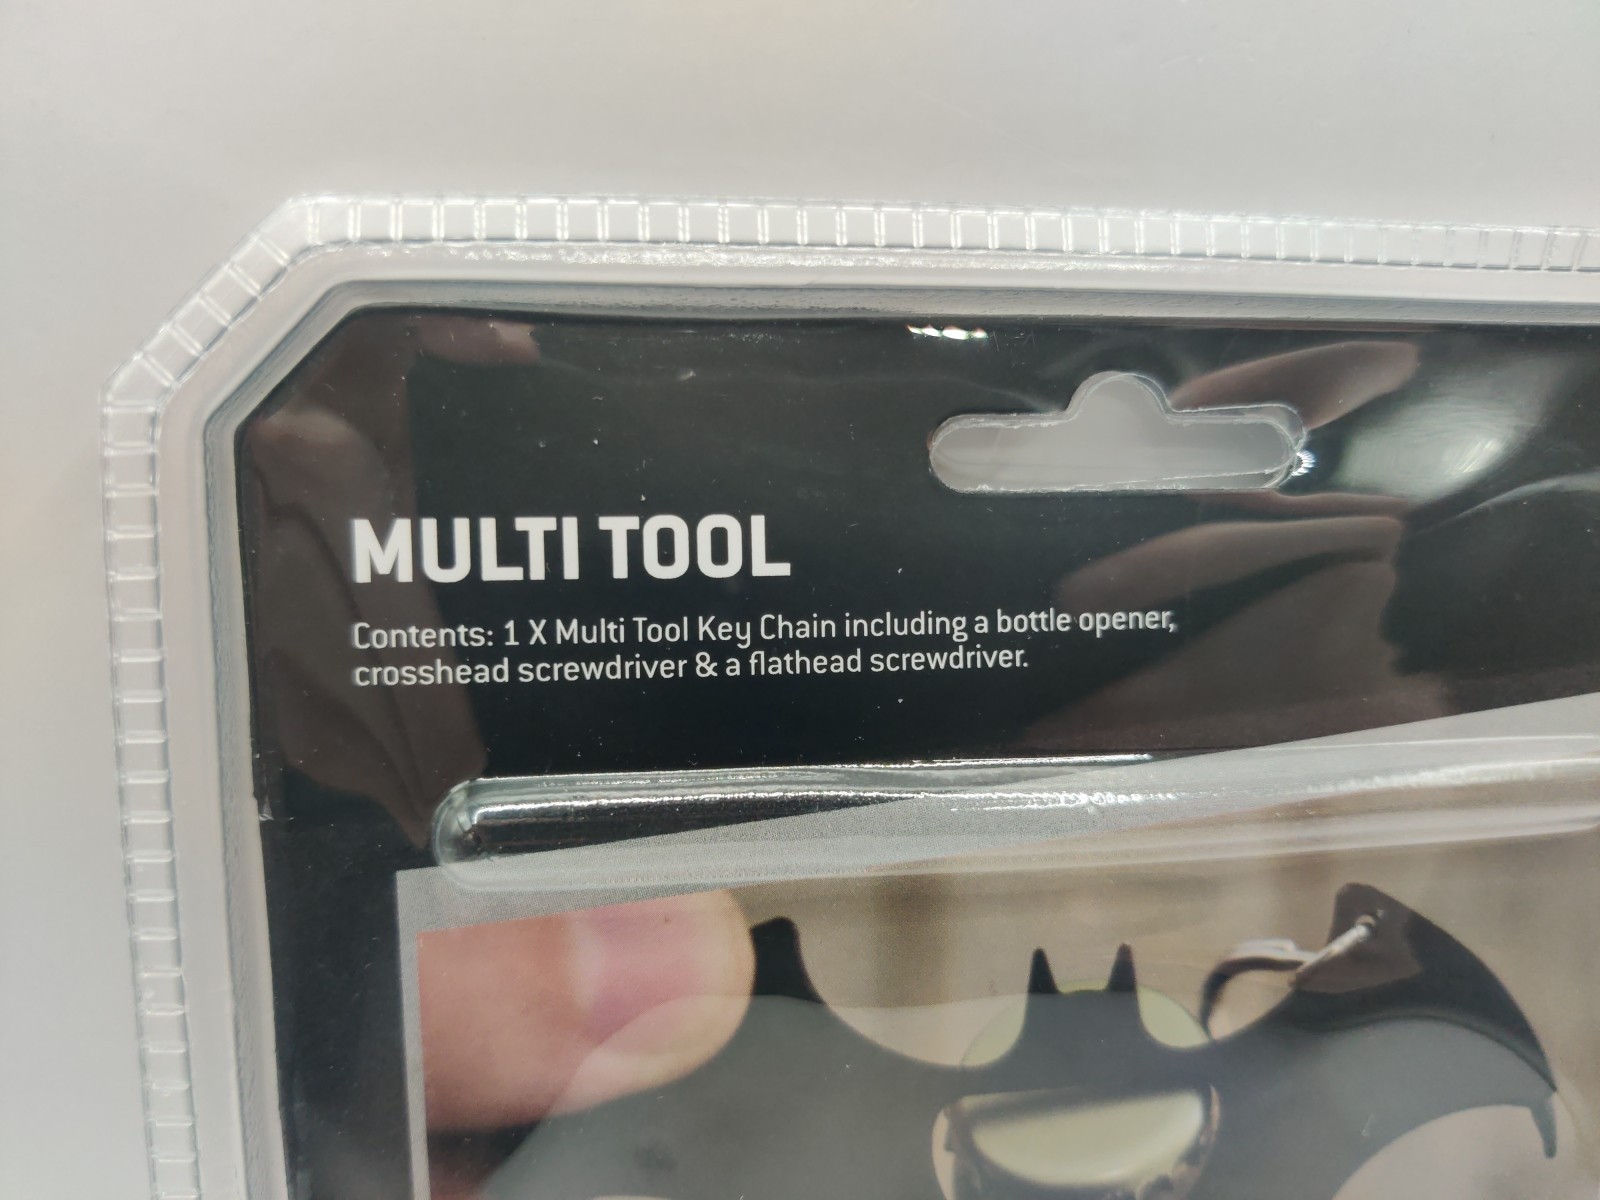 MULTI TOOL
Contents: 1 X Multi Tool Key Chain including a bottle opener,
crosshead screwdriver & a flathead screwdriver.